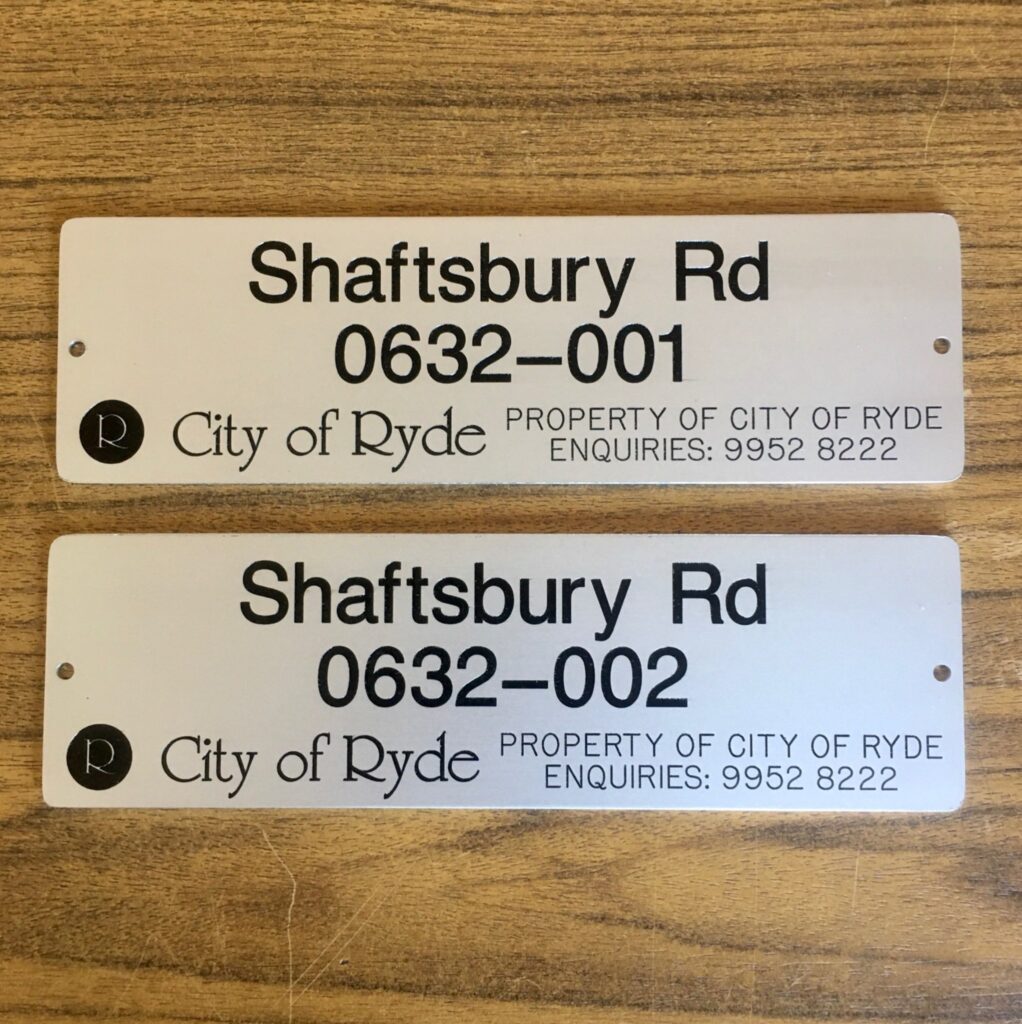 Shaftsbury Rd
0632-001
R City of Ryde
PROPERTY OF CITY OF RYDE
ENQUIRIES: 9952 8222
Shaftsbury Rd
0632-002
R City of Ryde
PROPERTY OF CITY OF RYDE
ENQUIRIES: 9952 8222